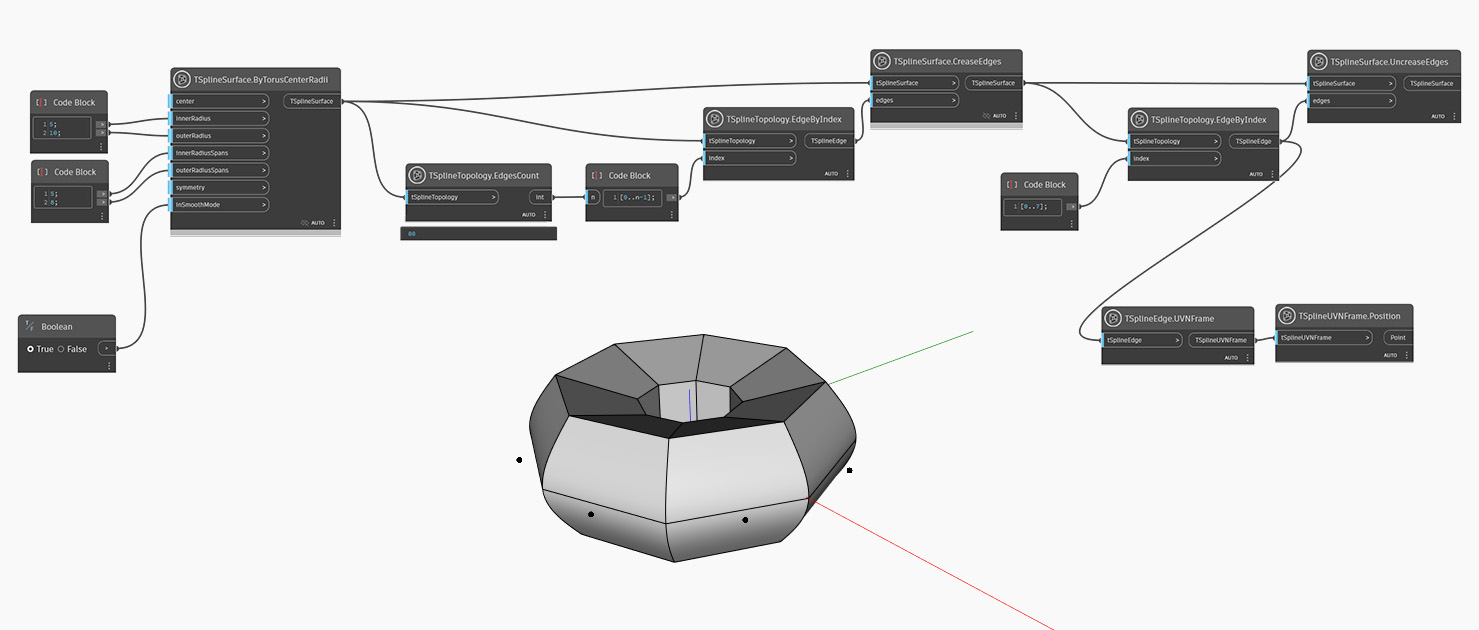 [ ] Code Block
1 5;
2 10;
>
>
[ ] Code Block
1 5;
2 8;
>
>
TSplineSurface.ByTorusCenterRadii
center >
TSplineSurface
innerRadius >
outerRadius >
innerRadiusSpans >
outerRadiusSpans >
symmetry >
inSmoothMode >
AUTO
T/F Boolean
True False >
TSplineTopology.EdgesCount
tSplineTopology > int
AUTO
80
[ ] Code Block
n 1 [0..n-1]; >
TSplineTopology.EdgeByIndex
tSplineTopology > TSplineEdge
index >
AUTO
TSplineSurface.CreaseEdges
tSplineSurface > TSplineSurface
edges >
AUTO
[ ] Code Block
1 [0..7]; >
TSplineTopology.EdgeByIndex
tSplineTopology > TSplineEdge
index >
AUTO
TSplineSurface.UncreaseEdges
tSplineSurface > TSplineSurface
edges >
AUTO
TSplineEdge.UVNFrame
tSplineEdge > TSplineUVNFrame
AUTO
TSplineUVNFrame.Position
tSplineUVNFrame > Point
AUTO